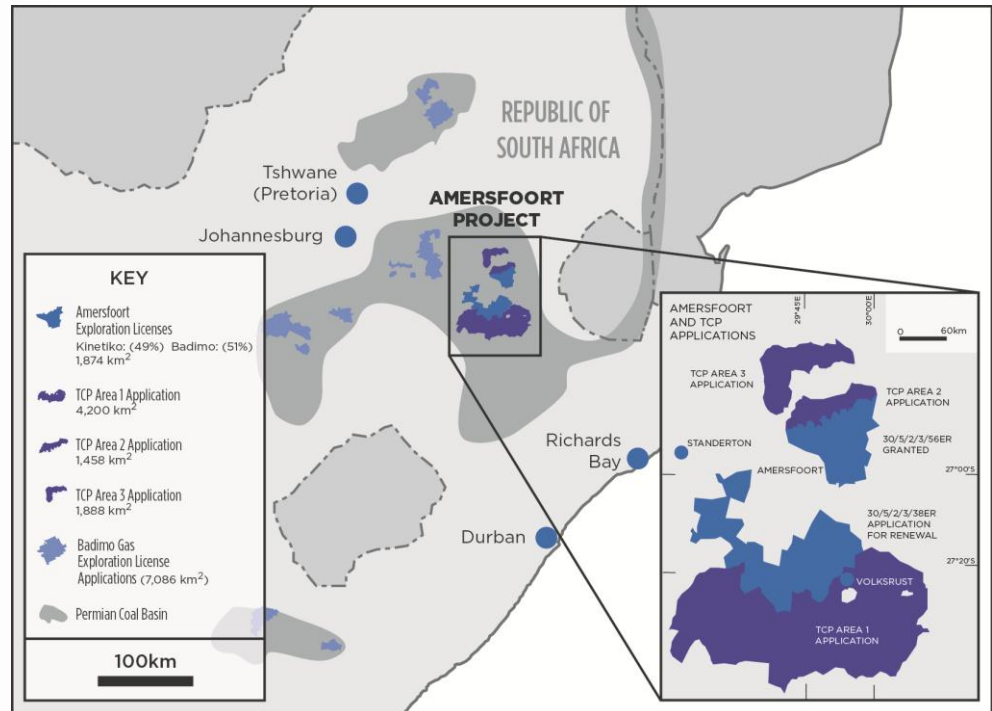 REPUBLIC OF
SOUTH AFRICA
Tshwane
(Pretoria)
Johannesburg
AMERSFOORT
PROJECT
Richards
Bay
Durban
KEY
Amersfoort
Exploration Licenses
Kinetiko: (49%) Badimo: (51%)
1,874 km²
TCP Area 1 Application
4,200 km²
TCP Area 2 Application
1,458 km²
TCP Area 3 Application
1,888 km²
Badimo Gas
Exploration License
Applications (7,086 km²)
Permian Coal Basin
100km
AMERSFOORT
AND TCP
APPLICATIONS
29°45E
30°00E
0 60km
TCP AREA 3
APPLICATION
TCP AREA 2
APPLICATION
STANDERTON
30/5/2/3/56ER
GRANTED
AMERSFOORT
27°00'S
30/5/2/3/38ER
APPLICATION
FOR RENEWAL
27°20'S
VOLKSRUST
TCP AREA 1
APPLICATION